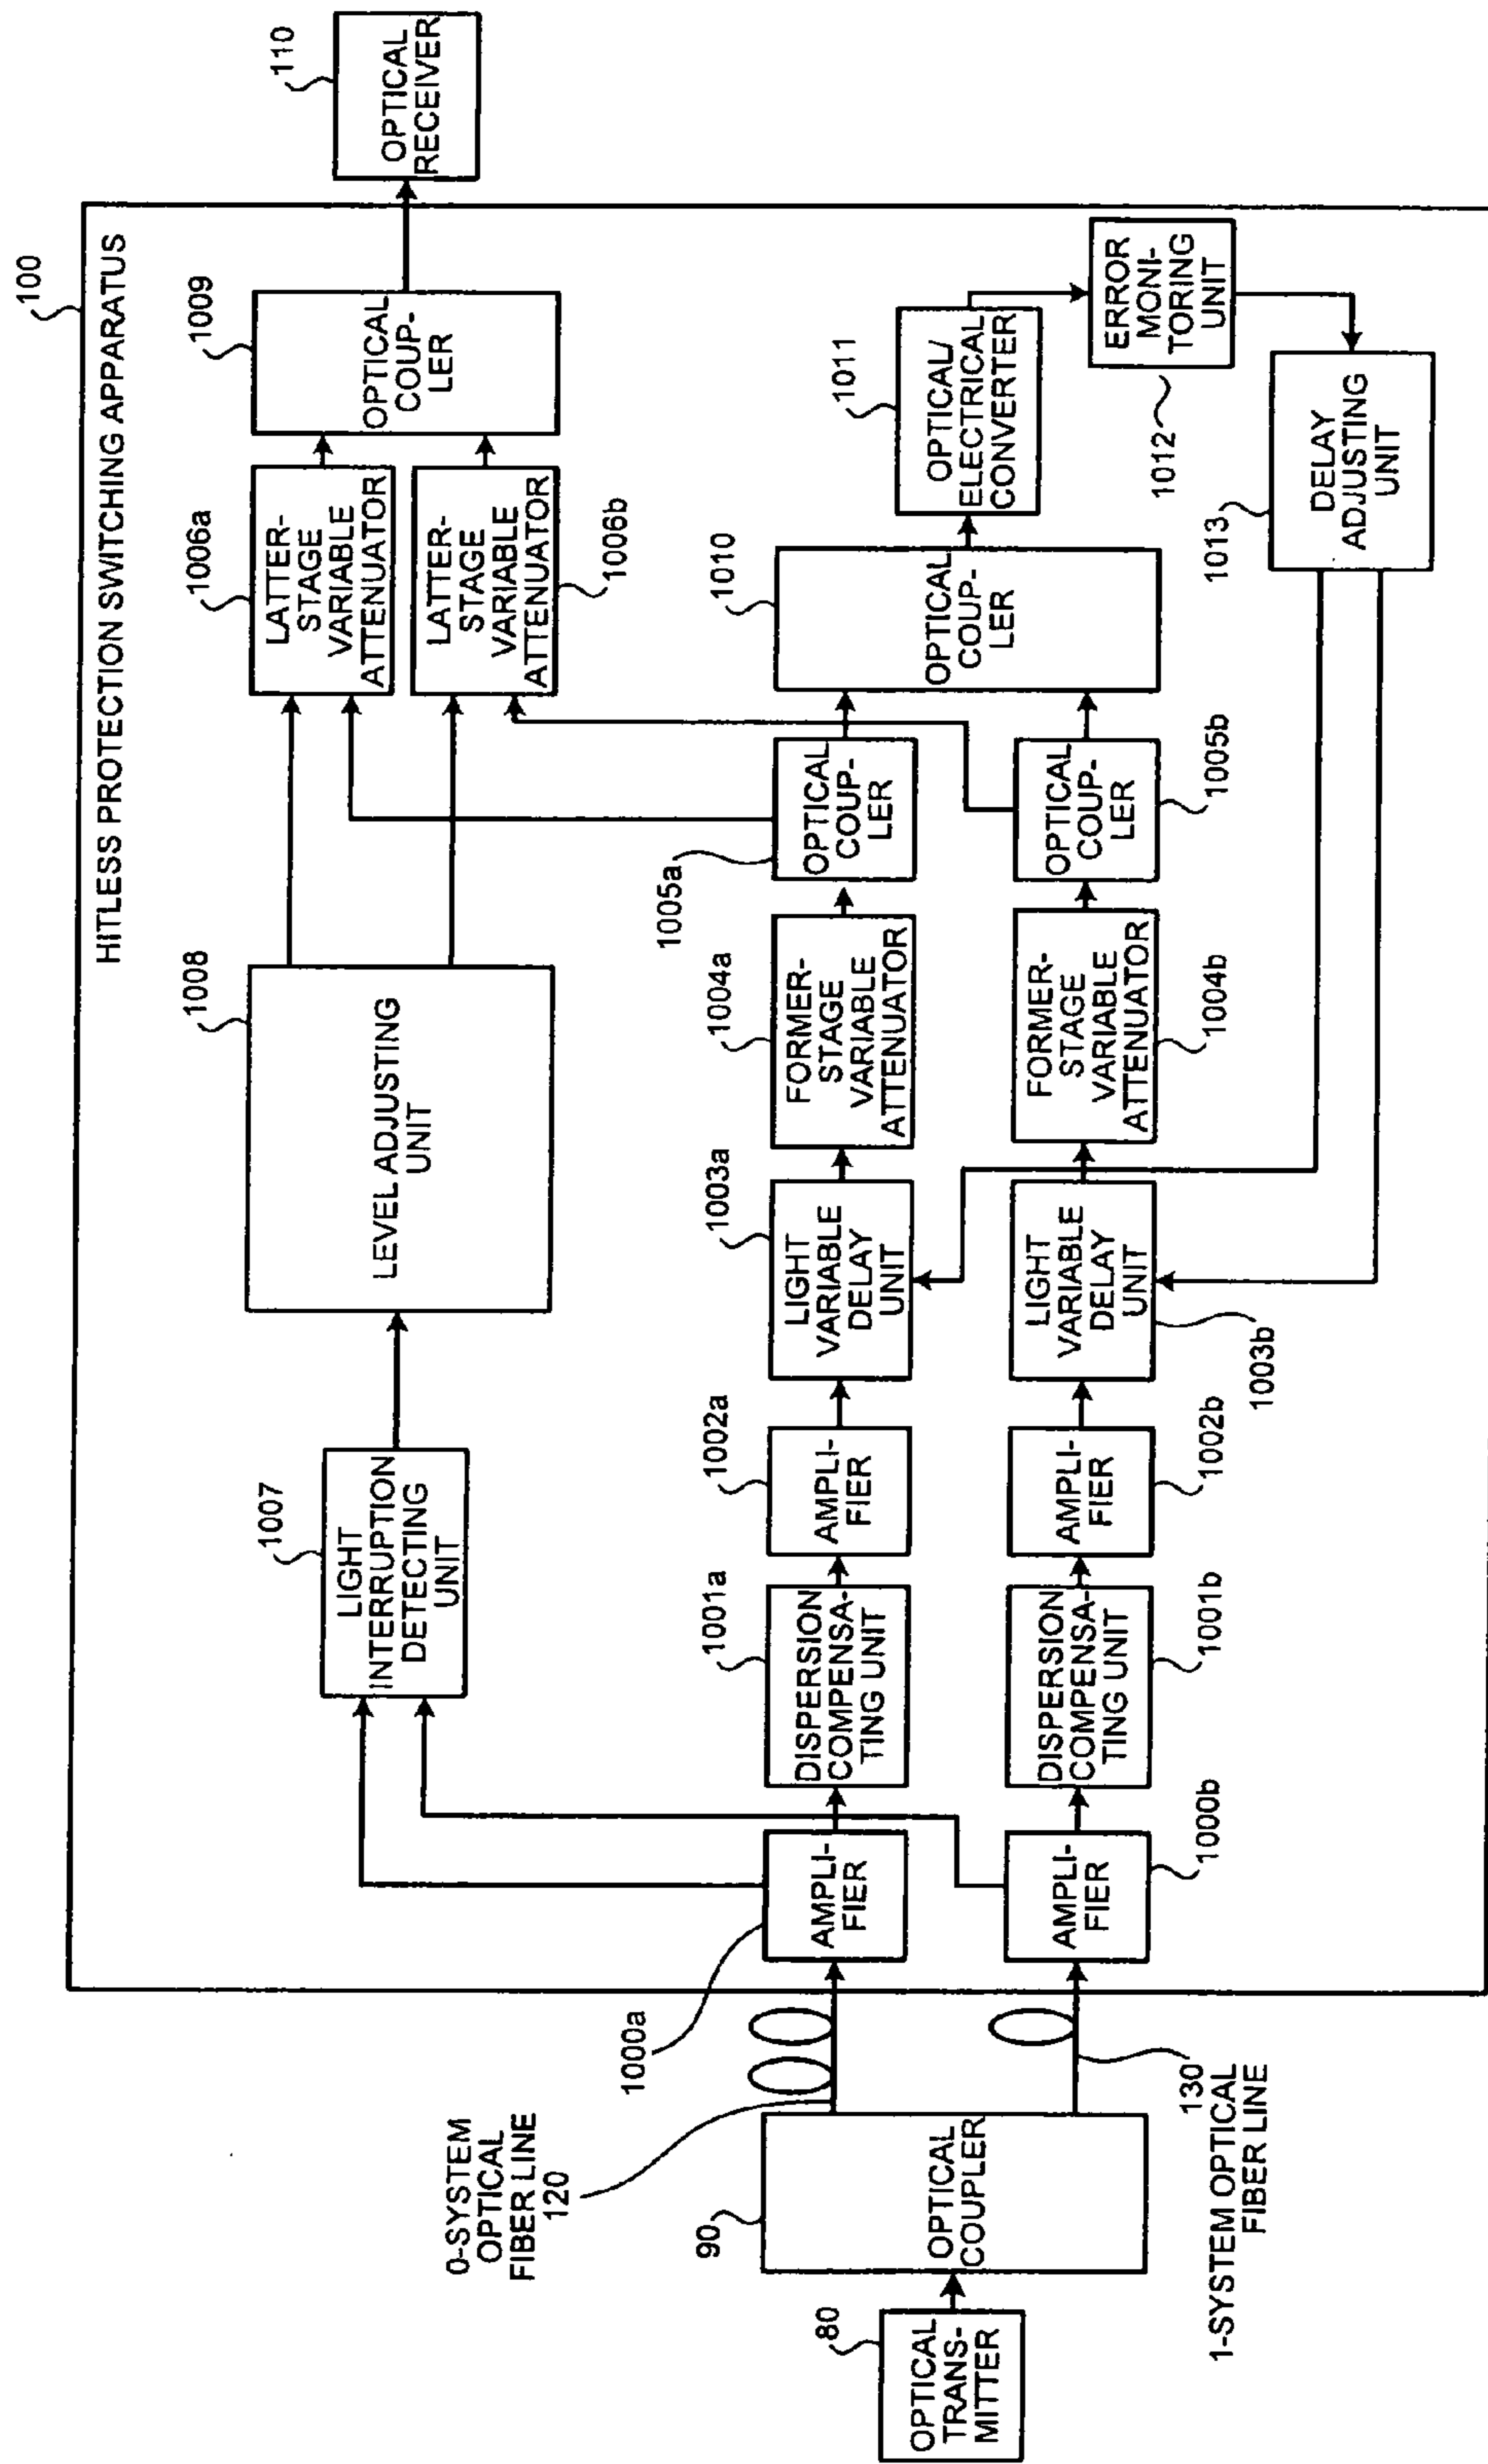 100
HITLESS PROTECTION SWITCHING APPARATUS
110
OPTICAL
RECEIVER
1007
LIGHT
INTERRUPTION
DETECTING
UNIT
1008
LEVEL ADJUSTING
UNIT
1006a
LATTER-
STAGE
VARIABLE
ATTENUATOR
LATTER-
STAGE
VARIABLE
ATTENUATOR
1006b
1009
OPTICAL
COUP-
LER
0-SYSTEM
OPTICAL
FIBER LINE
120
80
OPTICAL
TRANS-
MITTER
90
OPTICAL
COUPLER
1000a
AMPLI-
FIER
1001a
DISPERSION
COMPENSA-
TING UNIT
1002a
AMPLI-
FIER
1003a
LIGHT
VARIABLE
DELAY
UNIT
1004a
FORMER-
STAGE
VARIABLE
ATTENUATOR
1005a
OPTICAL
COUP-
LER
1010
OPTICAL
COUP-
LER
1011
OPTICAL/
ELECTRICAL
CONVERTER
ERROR
MONI-
TORING
UNIT
1012
130
1-SYSTEM OPTICAL
FIBER LINE
AMPLI-
FIER
1000b
DISPERSION
COMPENSA-
TING UNIT
1001b
AMPLI-
FIER
1002b
LIGHT
VARIABLE
DELAY
UNIT
1003b
FORMER-
STAGE
VARIABLE
ATTENUATOR
1004b
OPTICAL
COUP-
LER
1005b
1013
DELAY
ADJUSTING
UNIT